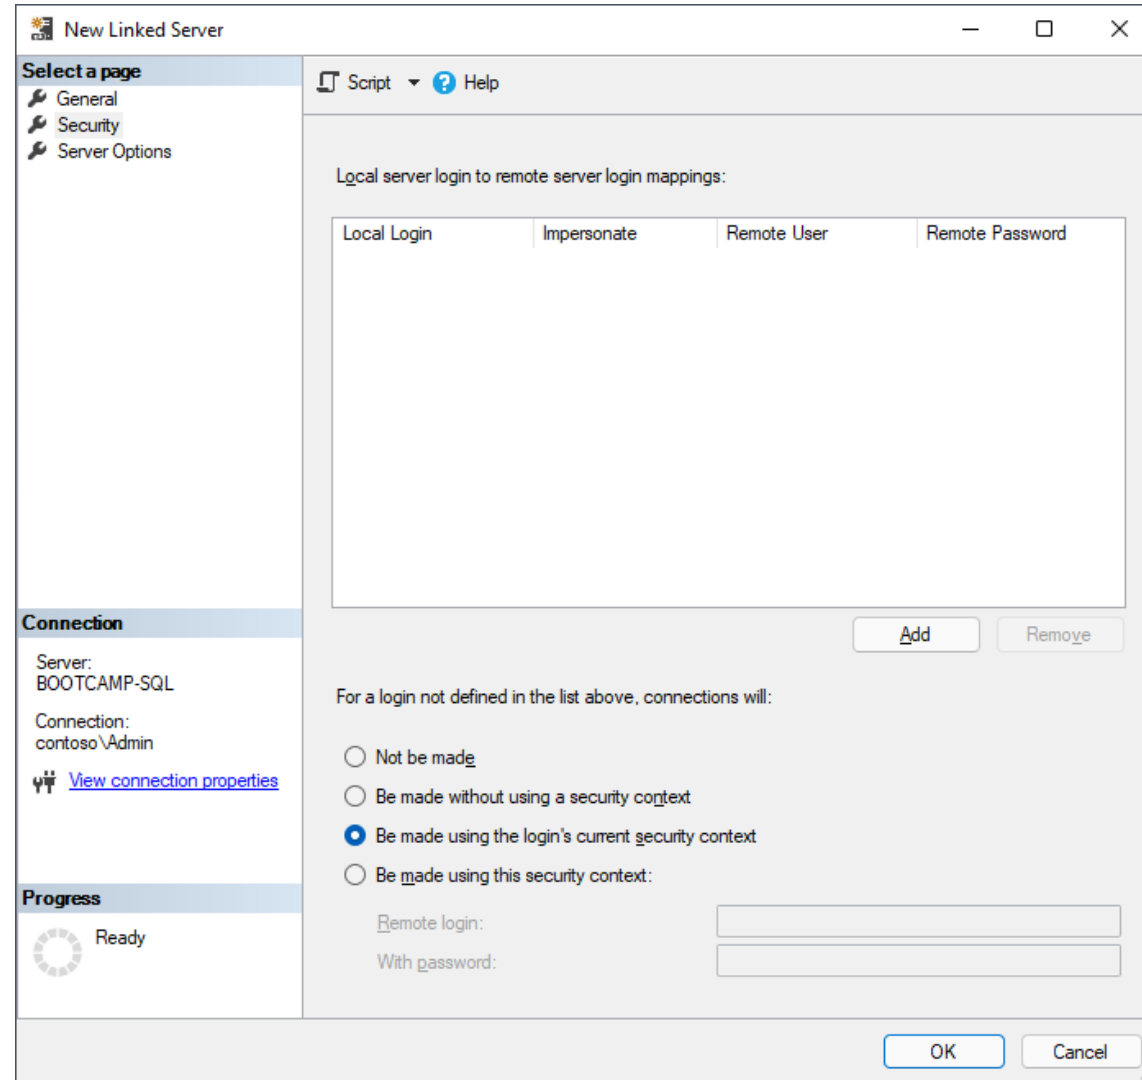 New Linked Server
Select a page
General
Security
Server Options
Script
Help
Local server login to remote server login mappings:
Local Login Impersonate Remote User Remote Password
Add Remove
Connection
Server:
BOOTCAMP-SQL
Connection:
contoso\Admin
View connection properties
For a login not defined in the list above, connections will:
Not be made
Be made without using a security context
Be made using the login's current security context
Be made using this security context:
Remote login:
With password:
Progress
Ready
OK Cancel